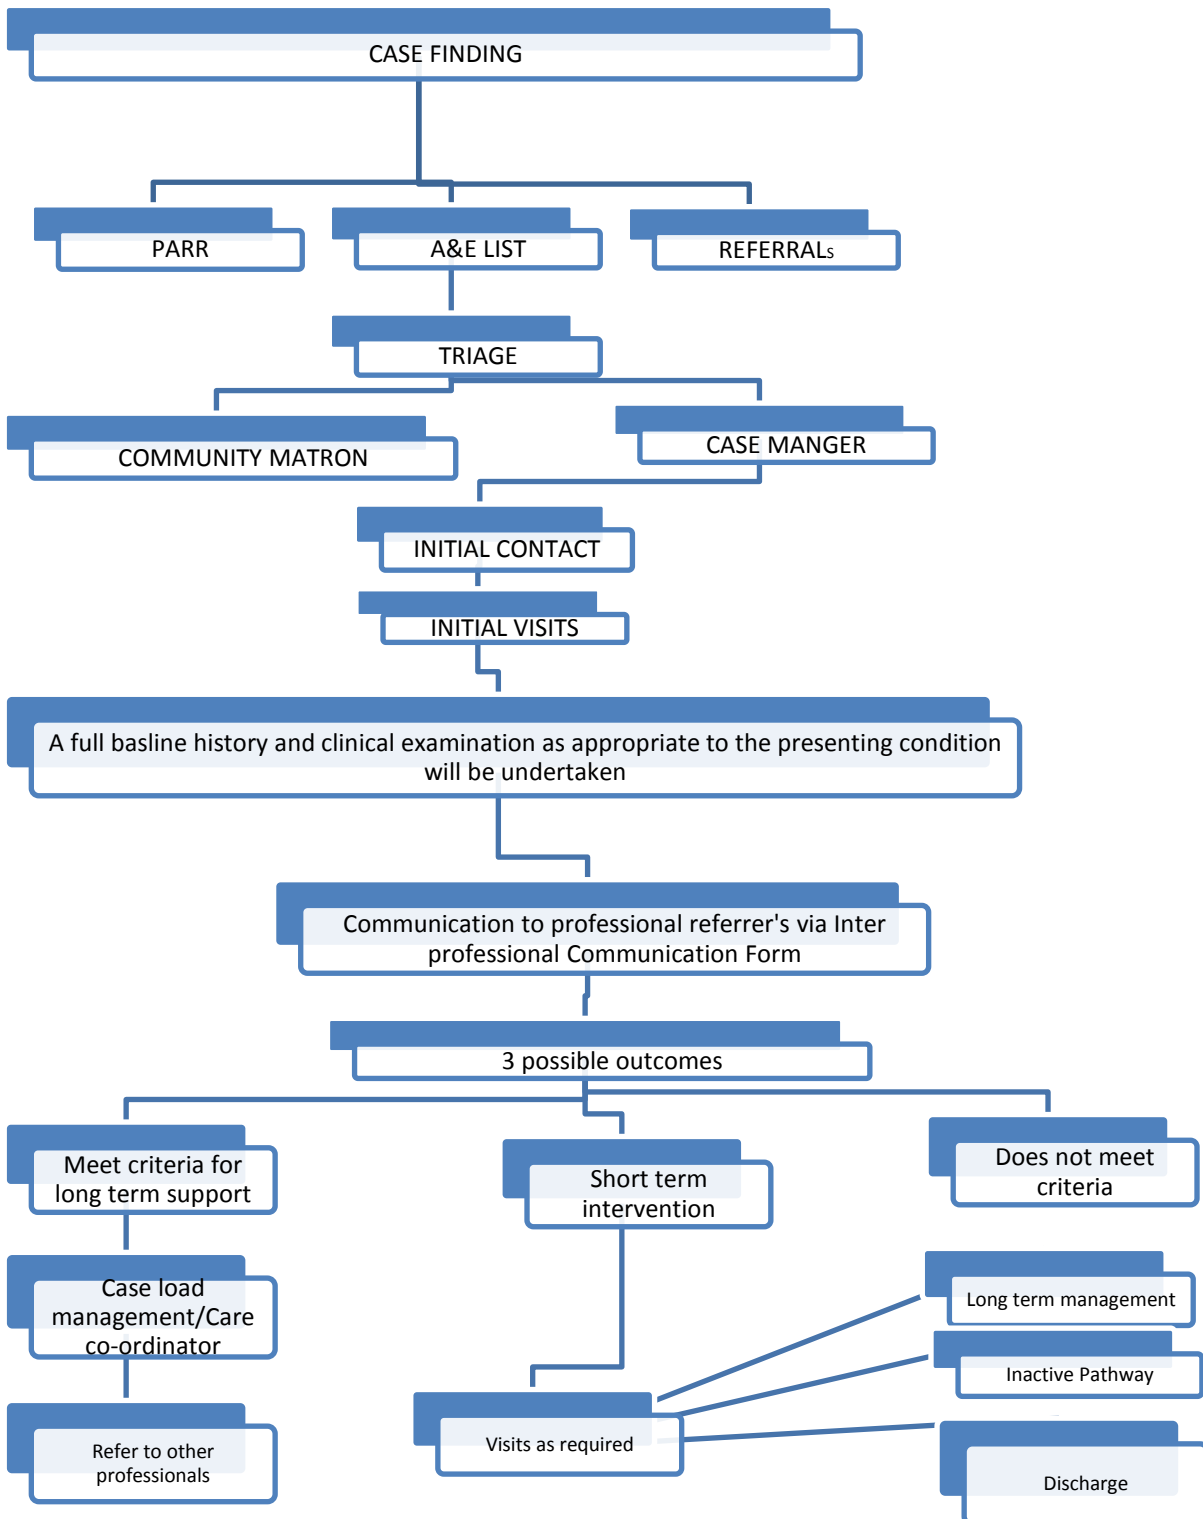 CASE FINDING
PARR
A&E LIST
REFERRALs
TRIAGE
COMMUNITY MATRON
CASE MANGER
INITIAL CONTACT
INITIAL VISITS
A full basline history and clinical examination as appropriate to the presenting condition
will be undertaken
Communication to professional referrer's via Inter
professional Communication Form
3 possible outcomes
Meet criteria for
long term support
Short term
intervention
Does not meet
criteria
Case load
management/Care
co-ordinator
Long term management
Inactive Pathway
Refer to other
professionals
Visits as required
Discharge